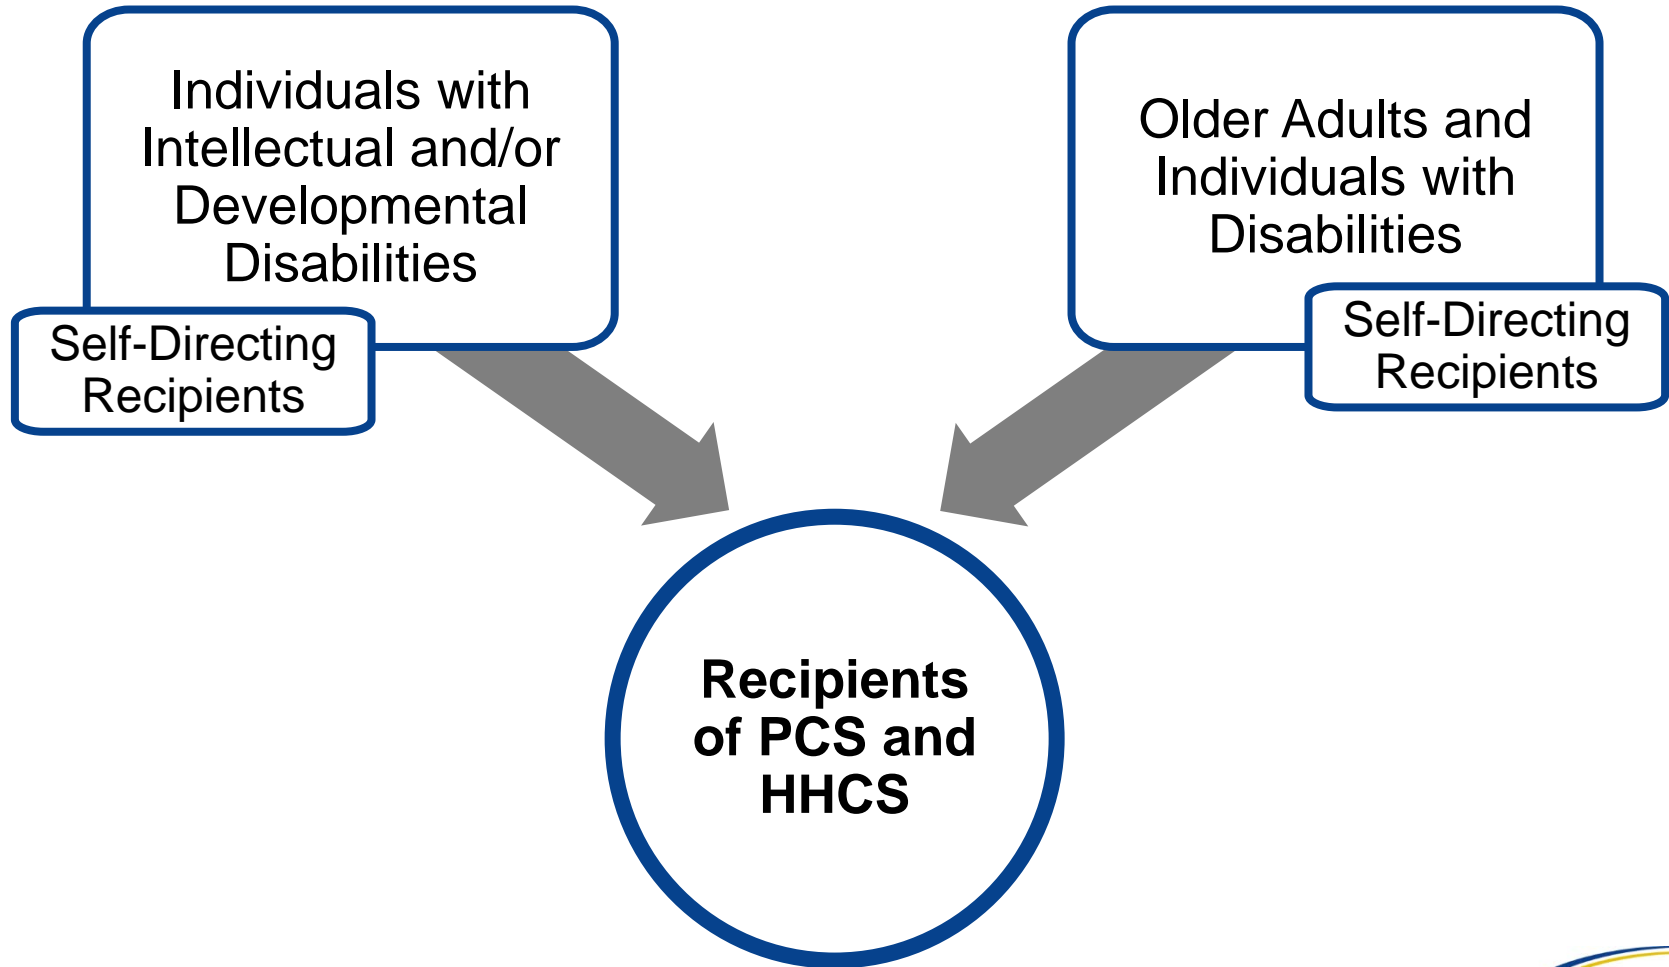 Individuals with
Intellectual and/or
Developmental
Disabilities
Self-Directing
Recipients
Older Adults and
Individuals with
Disabilities
Self-Directing
Recipients
Recipients
of PCS and
HHCS